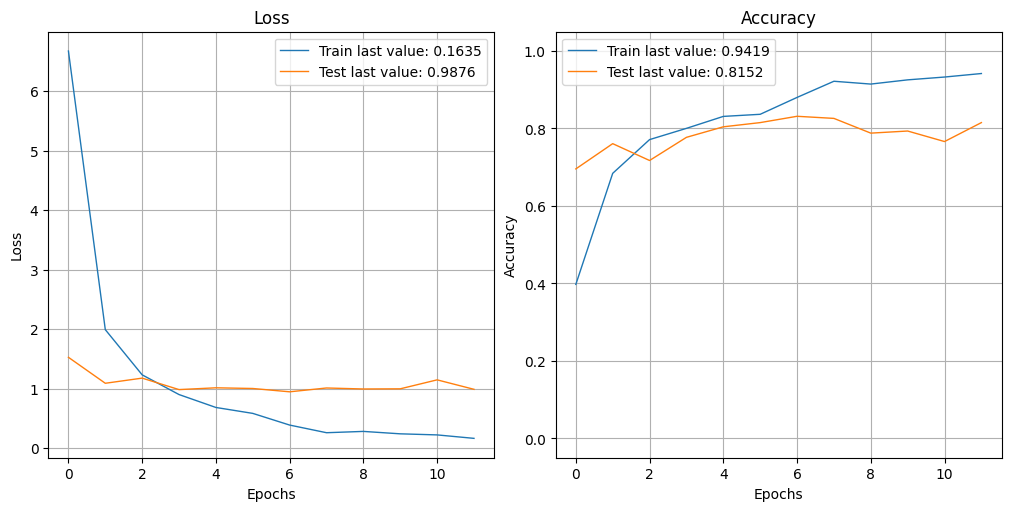 Loss
Train last value: 0.1635
Test last value: 0.9876
6
5
4
3
2
1
0
Loss
0
2
4
6
8
10
Epochs
Accuracy
Train last value: 0.9419
Test last value: 0.8152
1.0
0.8
0.6
0.4
0.2
0.0
Accuracy
0
2
4
6
8
10
Epochs